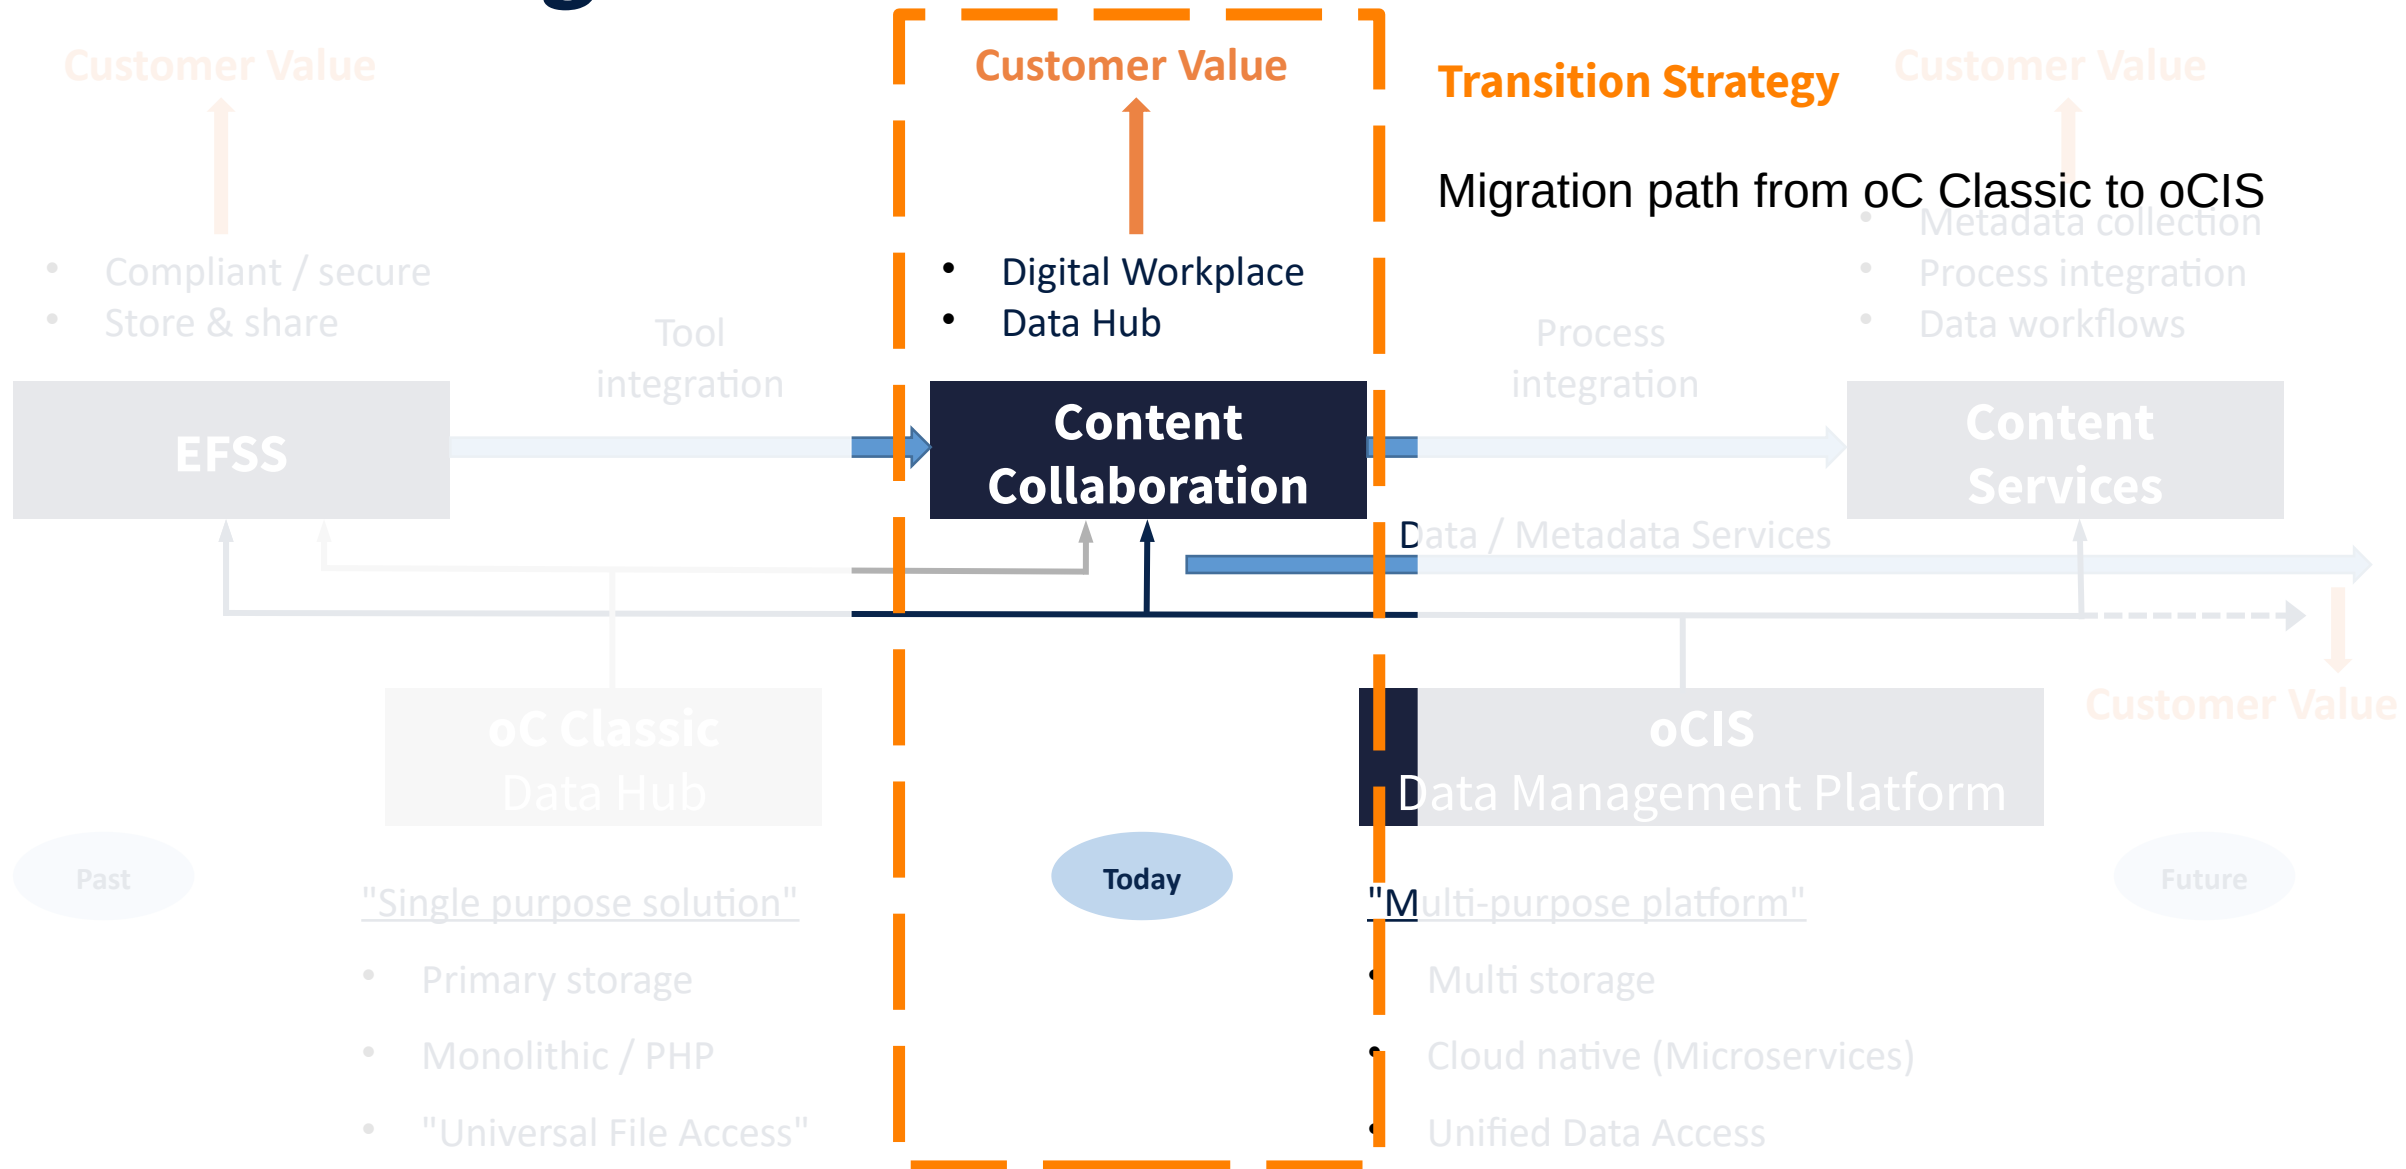 Customer Value
Customer Value
Transition Strategy
Customer Value
Migration path from oC Classic to oCIS
• Compliant / secure
• Store & share
Tool
integration
• Digital Workplace
• Data Hub
Process
integration
• Metadata collection
• Process integration
• Data workflows
EFSS
Content
Collaboration
Content
Services
Data / Metadata Services
oC Classic
Data Hub
oCIS
Data Management Platform
Customer Value
Past
Today
Future
"Single purpose solution"
• Primary storage
• Monolithic / PHP
• "Universal File Access"
"Multi-purpose platform"
• Multi storage
• Cloud native (Microservices)
• Unified Data Access